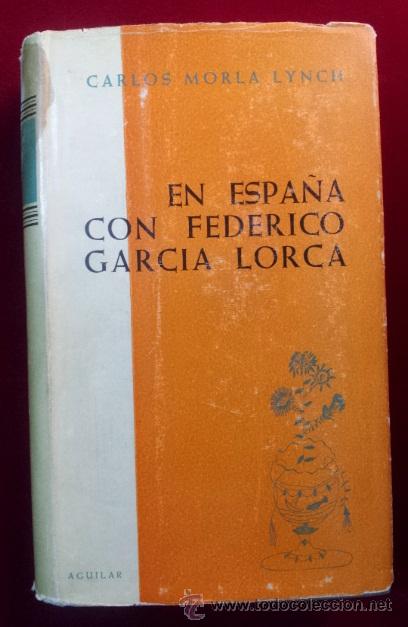 CARLOS MORLA LYNCH
EN ESPAÑA
CON FEDERICO
GARCIA LORCA
AGUILAR
© www.todocoleccion.net